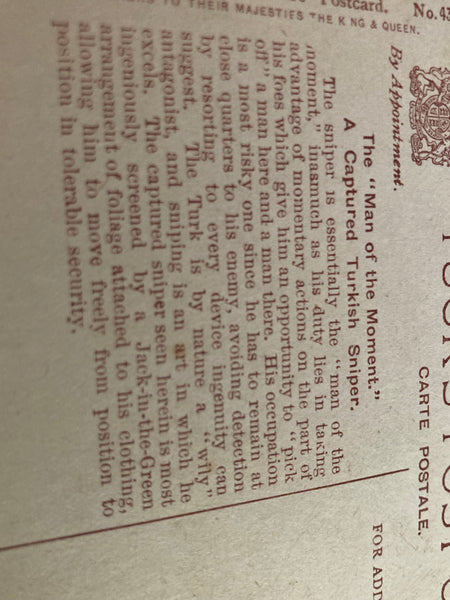 Postcard. No. 43
TO THEIR MAJESTIES THE KING & QUEEN.
By Appointment.
CARTE POSTALE.
FOR ADD
The "Man of the Moment."
A Captured Turkish Sniper.
The sniper is essentially the "man of the
moment," inasmuch as his duty lies in taking
advantage of momentary actions on the part of
his foes which give him an opportunity to "pick
off" a man here and a man there. His occupation
is a most risky one since he has to remain at
close quarters to his enemy, avoiding detection
by resorting to every device ingenuity can
suggest. The Turk is by nature a "wily"
antagonist, and sniping is an art in which he
excels. The captured sniper seen herein is most
ingeniously screened by a Jack-in-the-Green
arrangement of foliage attached to his clothing,
allowing him to move freely from position to
position in tolerable security.